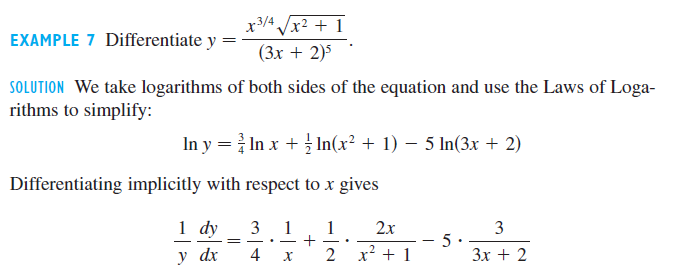 EXAMPLE 7 Differentiate y = x^{3/4} √(x² + 1) / (3x + 2)⁵ .
SOLUTION We take logarithms of both sides of the equation and use the Laws of Loga-
rithms to simplify:
ln y = ¾ ln x + ½ ln(x² + 1) − 5 ln(3x + 2)
Differentiating implicitly with respect to x gives
1/y dy/dx = 3/4 · 1/x + 1/2 · 2x/(x² + 1) − 5 · 3/(3x + 2)